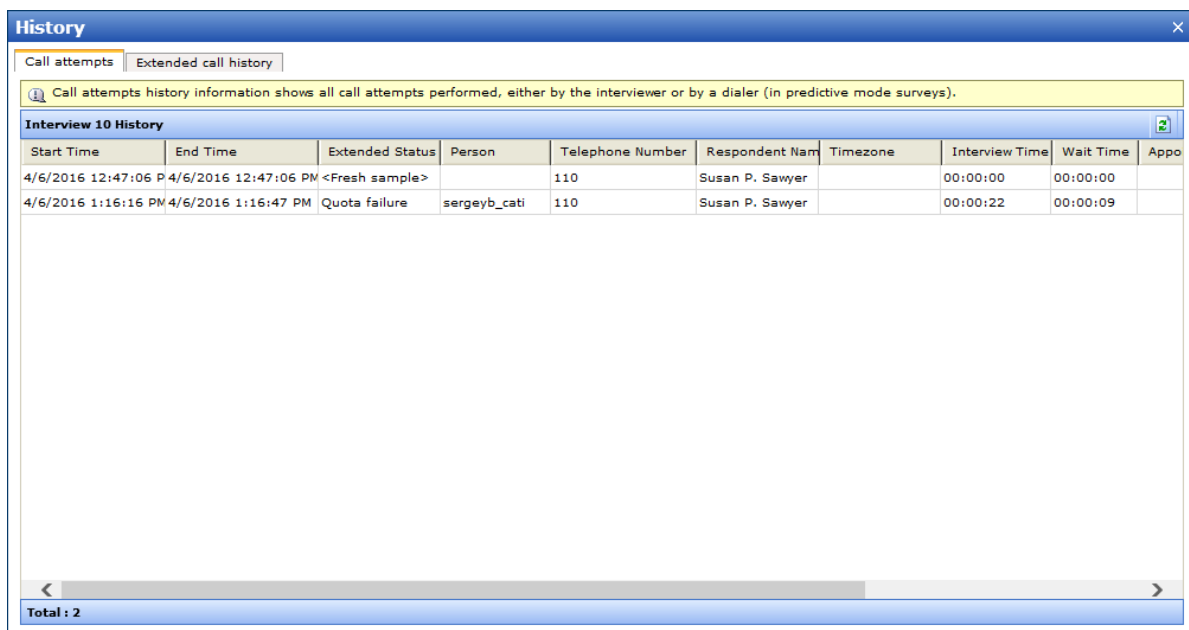 History
Call attempts Extended call history
Call attempts history information shows all call attempts performed, either by the interviewer or by a dialer (in predictive mode surveys).
Interview 10 History
Start Time End Time Extended Status Person Telephone Number Respondent Nam Timezone Interview Time Wait Time Appo
4/6/2016 12:47:06 P 4/6/2016 12:47:06 PM <Fresh sample> 110 Susan P. Sawyer 00:00:00 00:00:00
4/6/2016 1:16:16 PM 4/6/2016 1:16:47 PM Quota failure sergeyb_cati 110 Susan P. Sawyer 00:00:22 00:00:09
Total : 2